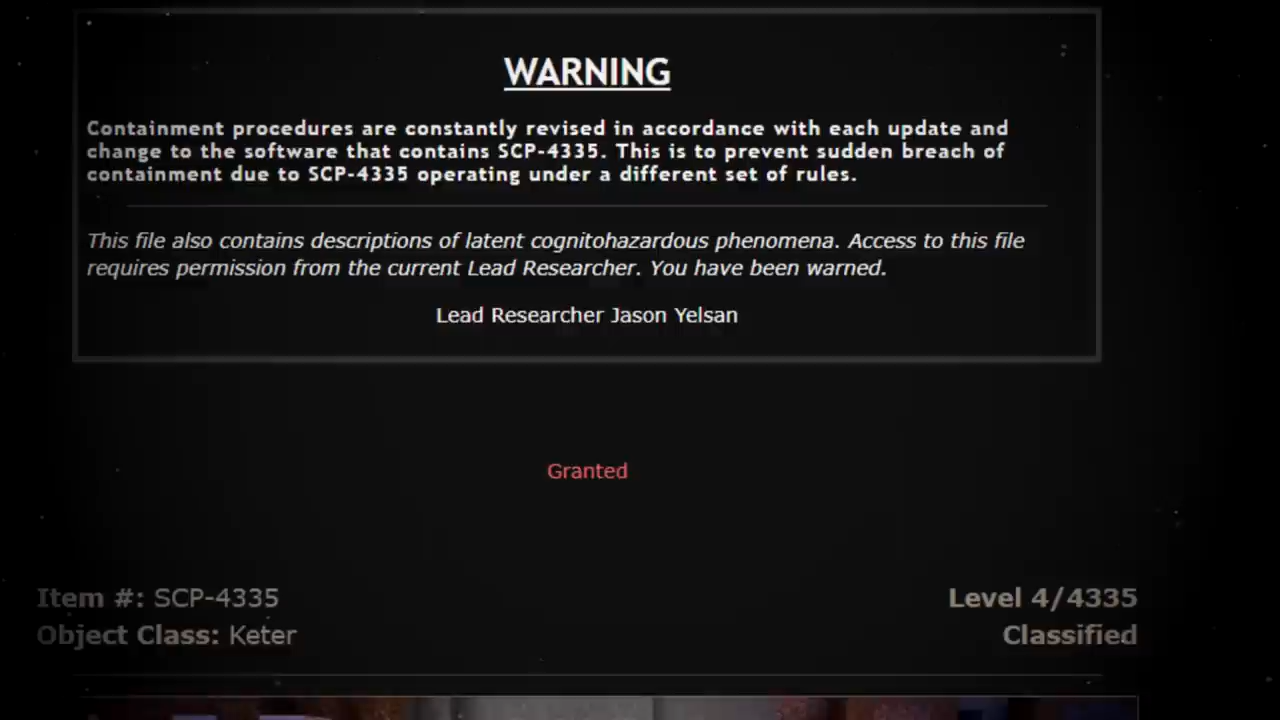 WARNING
Containment procedures are constantly revised in accordance with each update and
change to the software that contains SCP-4335. This is to prevent sudden breach of
containment due to SCP-4335 operating under a different set of rules.
This file also contains descriptions of latent cognitohazardous phenomena. Access to this file
requires permission from the current Lead Researcher. You have been warned.
Lead Researcher Jason Yelsan
Granted
Item #: SCP-4335
Level 4/4335
Object Class: Keter
Classified